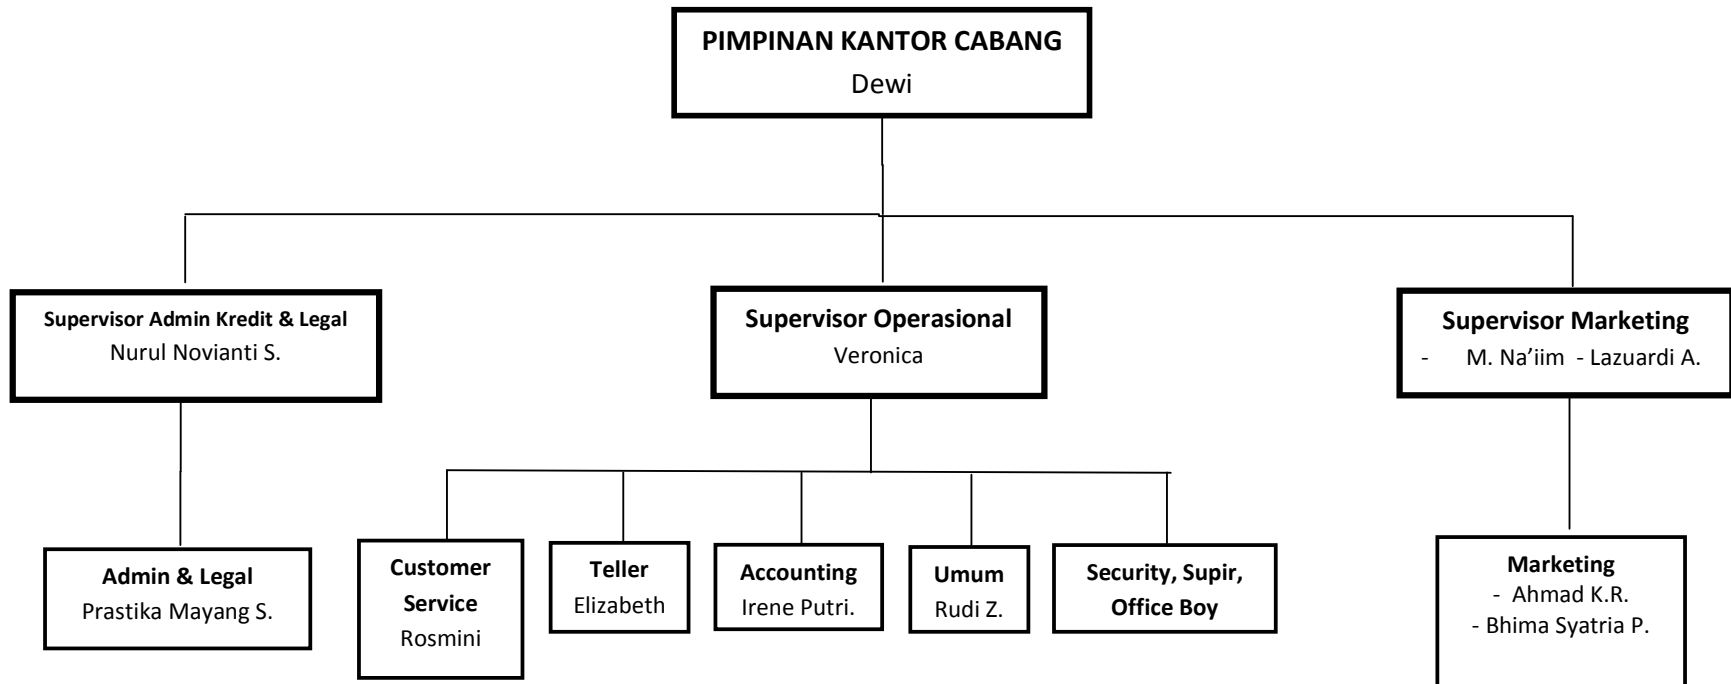 PIMPINAN KANTOR CABANG
Dewi
Supervisor Admin Kredit & Legal
Nurul Novianti S.
Supervisor Operasional
Veronica
Supervisor Marketing
- M. Na’iim - Lazuardi A.
Admin & Legal
Prastika Mayang S.
Customer
Service
Rosmini
Teller
Elizabeth
Accounting
Irene Putri.
Umum
Rudi Z.
Security, Supir,
Office Boy
Marketing
- Ahmad K.R.
- Bhima Syatria P.